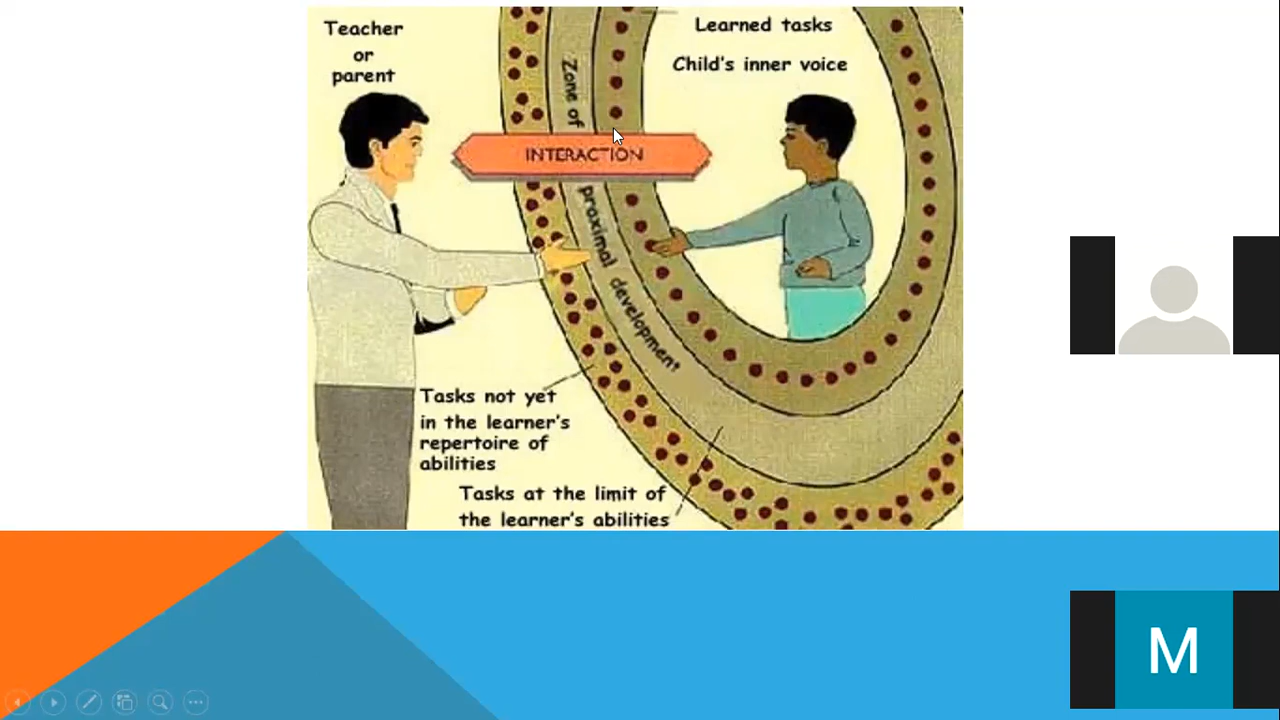 Teacher
or
parent
Learned tasks
Child's inner voice
Zone of
INTERACTION
proximal development
Tasks not yet
in the learner's
repertoire of
abilities
Tasks at the limit of
the learner's abilities
M